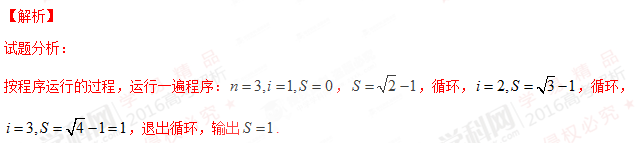 【解析】
试题分析：
按程序运行的过程，运行一遍程序：n=3,i=1,S=0，S=√2-1，循环，i=2,S=√3-1，循环，
i=3,S=√4-1=1，退出循环，输出S=1.